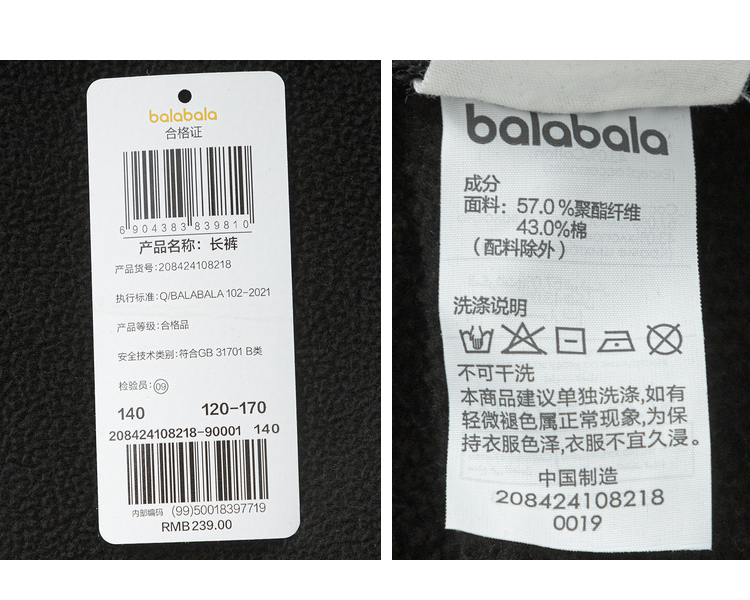 balabala
合格证
6 904383 839810
产品名称：长裤
产品货号：208424108218
执行标准：Q/BALABALA 102-2021
产品等级：合格品
安全技术类别：符合GB 31701 B类
检验员：09
140 120-170
208424108218-90001 140
内部编码 (99)50018397719
RMB239.00
balabala
成分
面料：57.0%聚酯纤维
43.0%棉
（配料除外）
洗涤说明
不可干洗
本商品建议单独洗涤，如有
轻微褪色属正常现象，为保
持衣服色泽，衣服不宜久浸。
中国制造
208424108218
0019